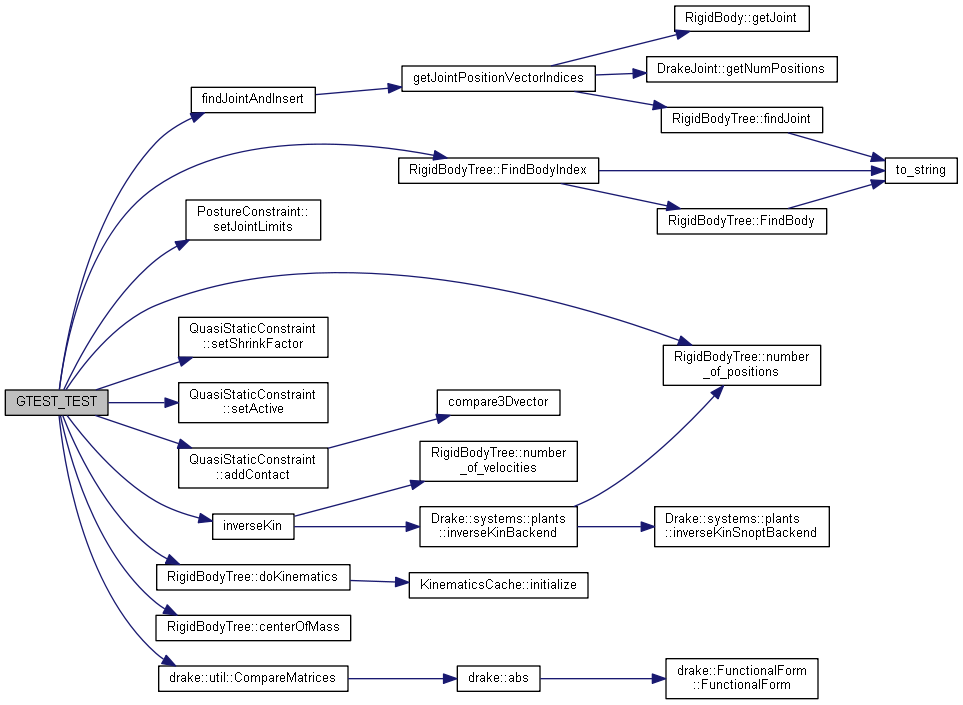 RigidBody::getJoint
getJointPositionVectorIndices
DrakeJoint::getNumPositions
findJointAndInsert
RigidBodyTree::findJoint
RigidBodyTree::FindBodyIndex
to_string
PostureConstraint::
setJointLimits
RigidBodyTree::FindBody
QuasiStaticConstraint
::setShrinkFactor
RigidBodyTree::number
_of_positions
GTEST_TEST
QuasiStaticConstraint
::setActive
compare3Dvector
QuasiStaticConstraint
::addContact
RigidBodyTree::number
_of_velocities
inverseKin
Drake::systems::plants
::inverseKinBackend
Drake::systems::plants
::inverseKinSnoptBackend
RigidBodyTree::doKinematics
KinematicsCache::initialize
RigidBodyTree::centerOfMass
drake::util::CompareMatrices
drake::abs
drake::FunctionalForm
::FunctionalForm